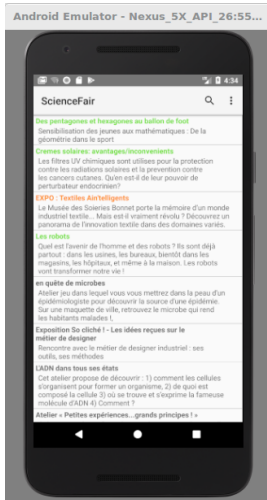 Android Emulator - Nexus_5X_API_26:55...
4:34
ScienceFair
Des pentagones et hexagones au ballon de foot
Sensibilisation des jeunes aux mathématiques : De la
géométrie dans le sport
Cremes solaires: avantages/inconvenients
Les filtres UV chimiques sont utilises pour la protection
contre les radiations solaires et la prevention contre
les cancers cutanes. Qu'en est-il de leur pouvoir de
perturbateur endocrinien?
EXPO : Textiles Air'telligents
Le Musée des Soieries Bonnet porte la mémoire d'un monde
industriel textile... Mais est-il vraiment révolu ? Découvrez un
panorama de l'innovation textile dans des domaines variés.
Les robots
Quel est l'avenir de l'homme et des robots ? Ils sont déjà
partout : dans les usines, les bureaux, bientôt dans les
magasins, les hôpitaux, et même à la maison. Les robots
vont transformer notre vie !
en quête de microbes
Atelier jeu dans lequel vous vous mettrez dans la peau d'un
épidémiologiste pour découvrir la source d'une épidémie.
Sur une maquette de ville, retrouvez le microbe qui rend
les habitants malades !,
Exposition So cliché ! - Les idées reçues sur le
métier de designer
Rencontre avec le métier de designer industriel : ses
outils, ses méthodes
L'ADN dans tous ses états
Cet atelier propose de découvrir : 1) comment les cellules
s'organisent pour former un organisme, 2) de quoi est
composé la cellule 3) où se trouve et s'exprime la fameuse
molécule d'ADN 4) Comment ?
Atelier « Petites expériences...grands principes ! »